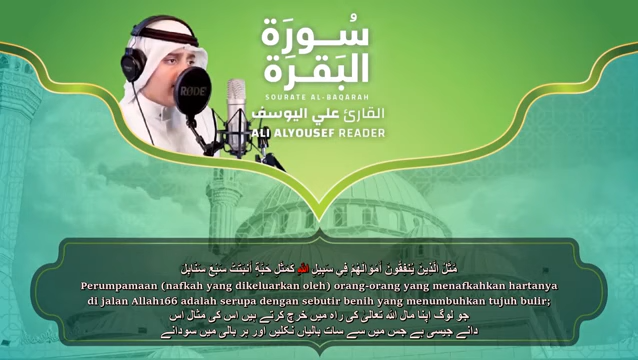 سُورَة
البَقَرَة
SOURATE AL-BAQARAH
القارئ علي اليوسف
ALI ALYOUSEF READER
RØDE
مَّثَلُ الَّذِينَ يُنفِقُونَ أَمْوَالَهُمْ فِي سَبِيلِ اللَّهِ كَمَثَلِ حَبَّةٍ أَنبَتَتْ سَبْعَ سَنَابِلَ
Perumpamaan (nafkah yang dikeluarkan oleh) orang-orang yang menafkahkan hartanya
di jalan Allah166 adalah serupa dengan sebutir benih yang menumbuhkan tujuh bulir;
جو لوگ اپنا مال اللہ تعالیٰ کی راہ میں خرچ کرتے ہیں اس کی مثال اس
دانے جیسی ہے جس میں سے سات بالیاں نکلیں اور ہر بالی میں سودانے